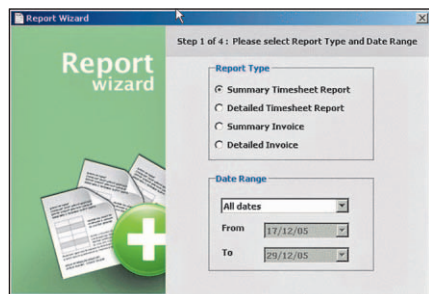 Report Wizard
Step 1 of 4 : Please select Report Type and Date Range
Report
wizard
Report Type
Summary Timesheet Report
Detailed Timesheet Report
Summary Invoice
Detailed Invoice
Date Range
All dates
From 17/12/05
To 29/12/05